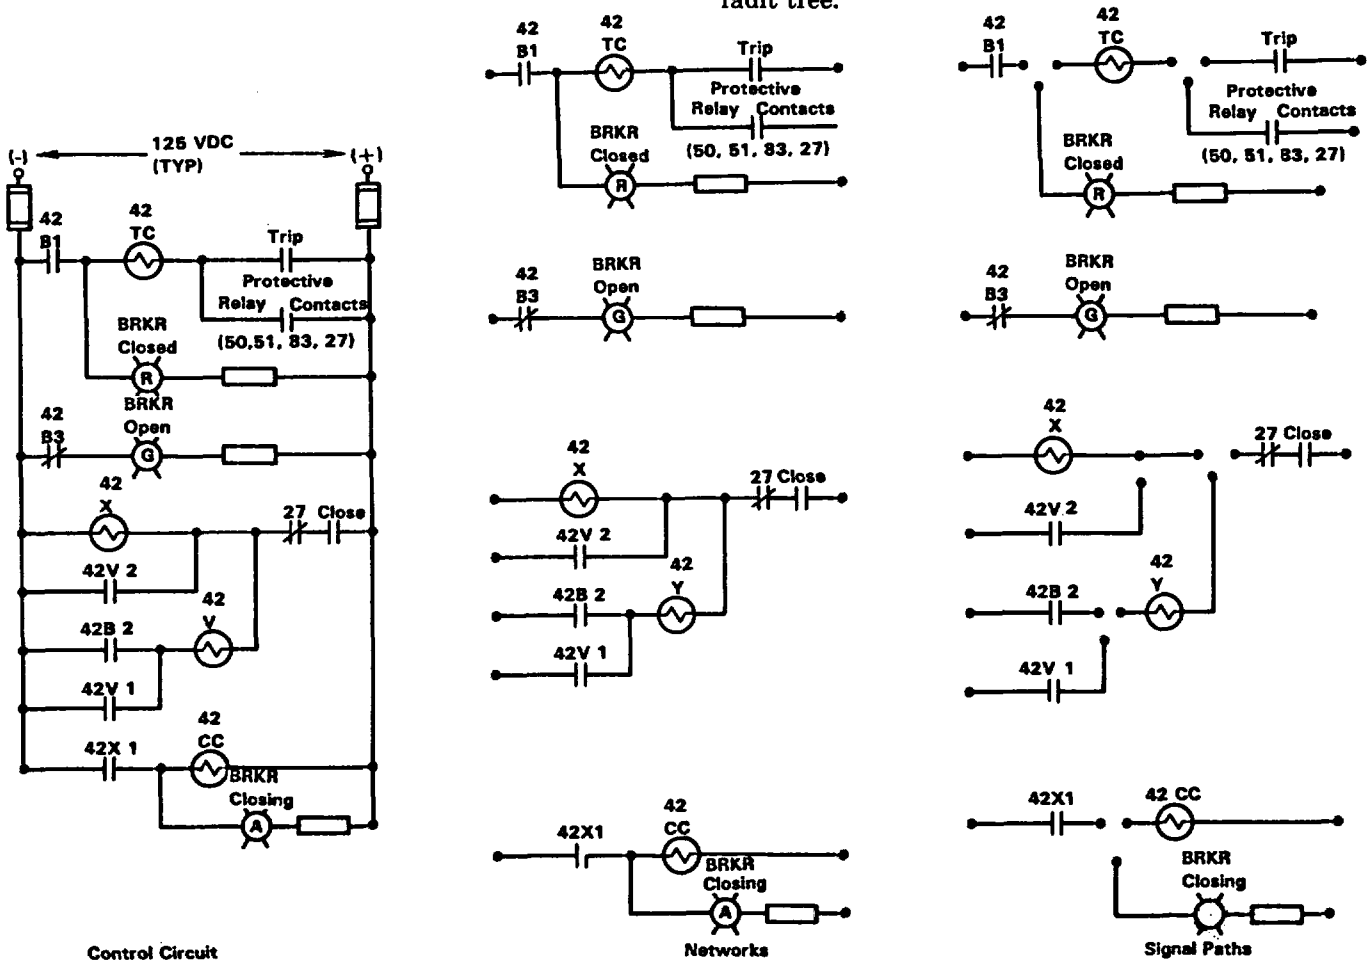 fault tree.
125 VDC
(TYP)
(-)
(+)
42
B1
42
TC
Trip
Protective
Relay Contacts
(50,51, 83, 27)
BRKR
Closed
R
42
B3
BRKR
Open
G
42
X
27 Close
42V 2
42B 2
42
V
42V 1
42X 1
42
CC
BRKR
Closing
A
Control Circuit
42
B1
42
TC
Trip
Protective
Relay Contacts
(50, 51, 83, 27)
BRKR
Closed
R
42
B3
BRKR
Open
G
42
X
27 Close
42V 2
42B 2
42
Y
42V 1
42X1
42
CC
BRKR
Closing
A
Networks
42
B1
42
TC
Trip
Protective
Relay Contacts
(50, 51, 83, 27)
BRKR
Closed
R
42
B3
BRKR
Open
G
42
X
27 Close
42V 2
42B 2
42
Y
42V 1
42X1
42 CC
BRKR
Closing
Signal Paths